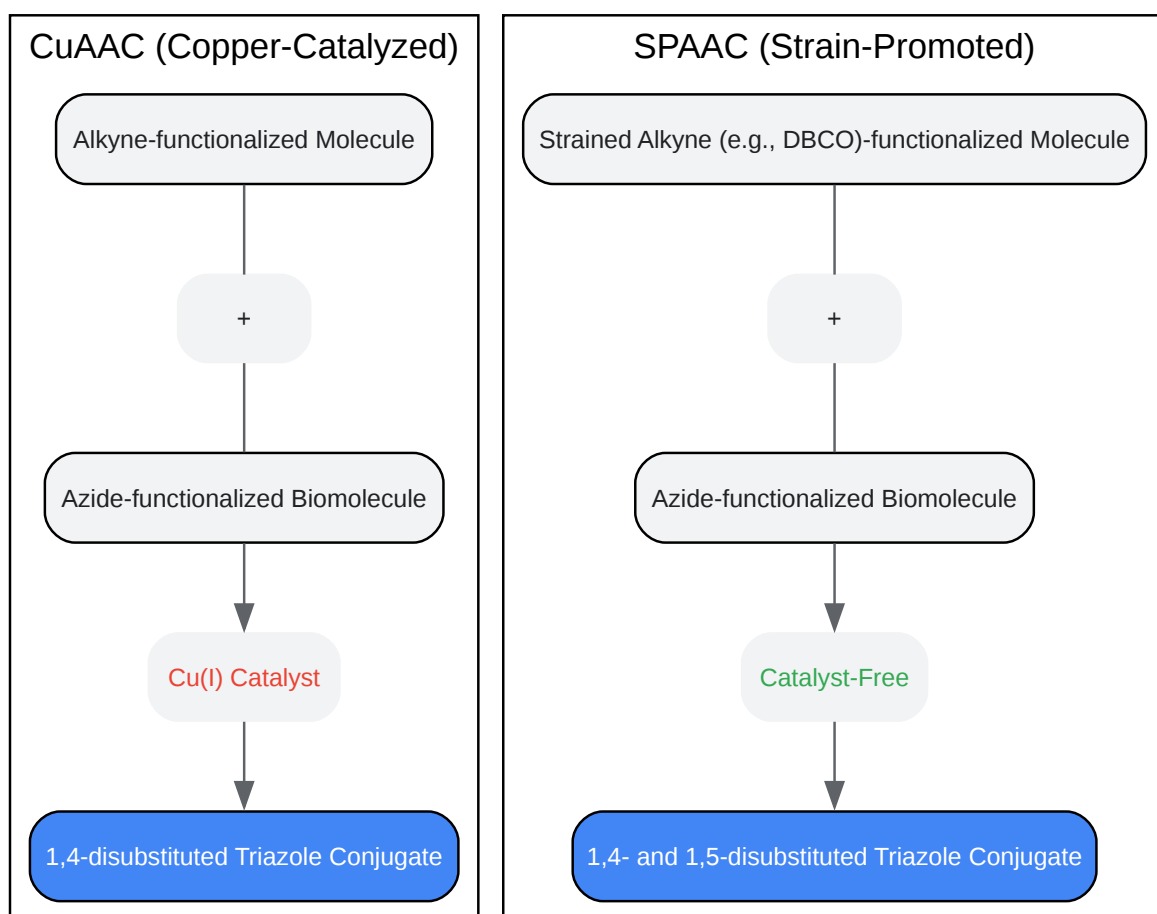 CuAAC (Copper-Catalyzed)
Alkyne-functionalized Molecule
+
Azide-functionalized Biomolecule
Cu(I) Catalyst
1,4-disubstituted Triazole Conjugate
SPAAC (Strain-Promoted)
Strained Alkyne (e.g., DBCO)-functionalized Molecule
+
Azide-functionalized Biomolecule
Catalyst-Free
1,4- and 1,5-disubstituted Triazole Conjugate